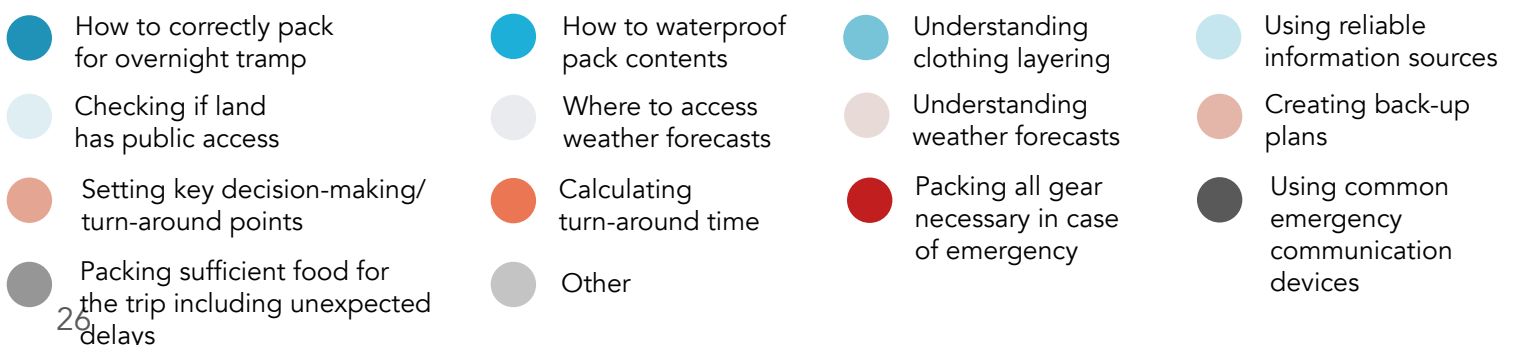 How to correctly pack
for overnight tramp
How to waterproof
pack contents
Understanding
clothing layering
Using reliable
information sources
Checking if land
has public access
Where to access
weather forecasts
Understanding
weather forecasts
Creating back-up
plans
Setting key decision-making/
turn-around points
Calculating
turn-around time
Packing all gear
necessary in case
of emergency
Using common
emergency
communication
devices
Packing sufficient food for
the trip including unexpected
delays
Other
26